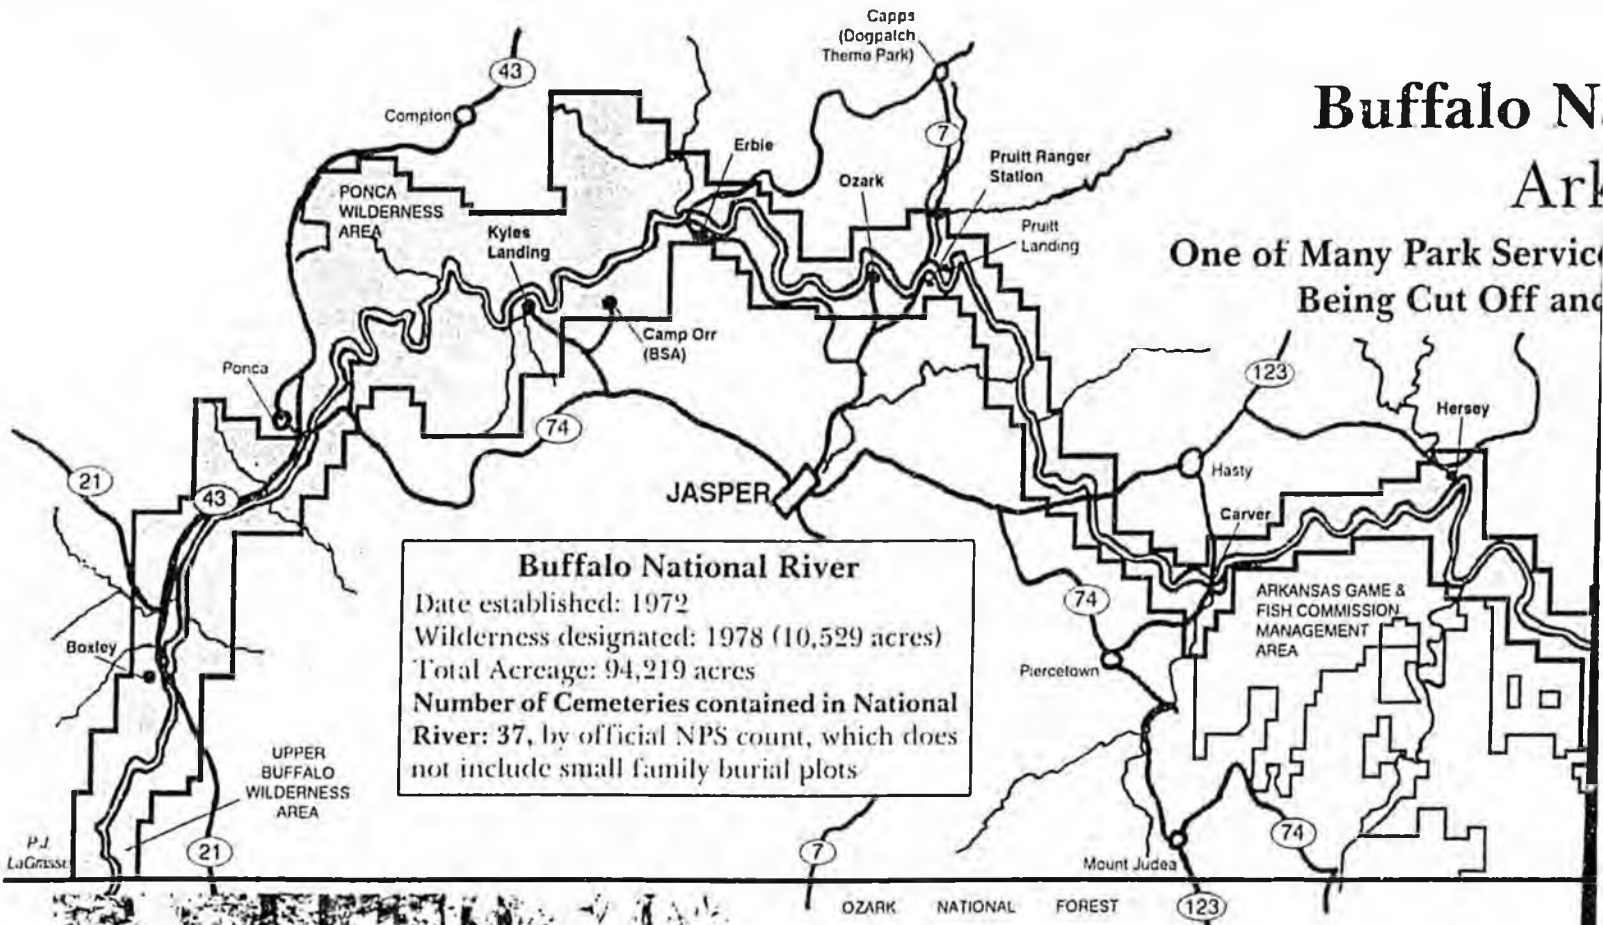 Capps
(Dogpatch
Theme Park)
43
Compton
7
Buffalo N
Ark
Erbie
Pruitt Ranger
Station
Ozark
PONCA
WILDERNESS
AREA
Kyles
Landing
Pruitt
Landing
One of Many Park Service
Being Cut Off and
Camp Orr
(BSA)
Ponca
123
Hersey
74
21
43
JASPER
Hasty
Carver
Buffalo National River
Date established: 1972
Wilderness designated: 1978 (10,529 acres)
Total Acreage: 94,219 acres
Number of Cemeteries contained in National
River: 37, by official NPS count, which does
not include small family burial plots
74
ARKANSAS GAME &
FISH COMMISSION
MANAGEMENT
AREA
Boxley
Piercetown
UPPER
BUFFALO
WILDERNESS
AREA
P.J.
LaGrasse
21
7
74
Mount Judea
OZARK NATIONAL FOREST
123